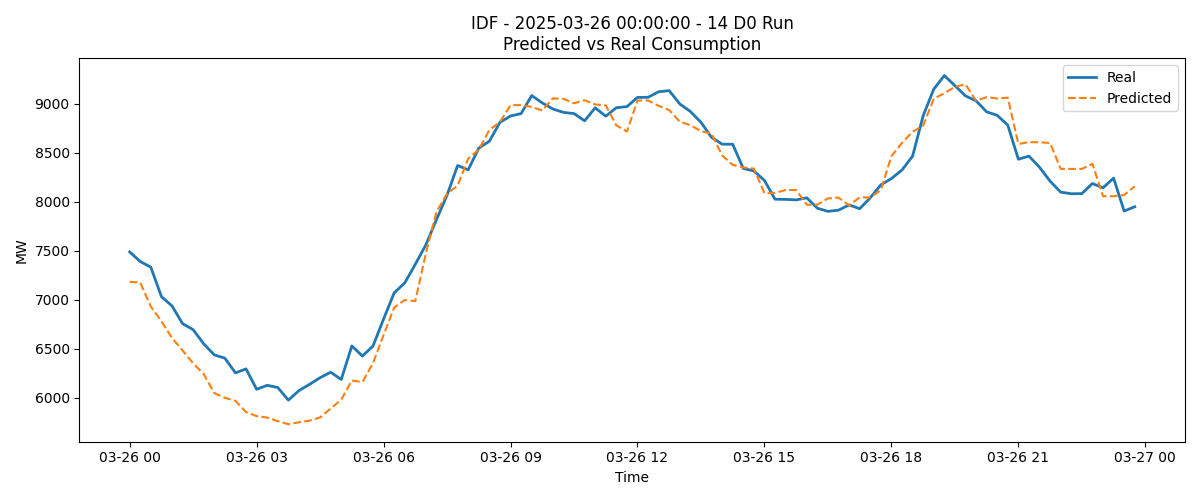 IDF - 2025-03-26 00:00:00 - 14 D0 Run
Predicted vs Real Consumption
Real
Predicted
MW
9000
8500
8000
7500
7000
6500
6000
03-26 00
03-26 03
03-26 06
03-26 09
03-26 12
03-26 15
03-26 18
03-26 21
03-27 00
Time